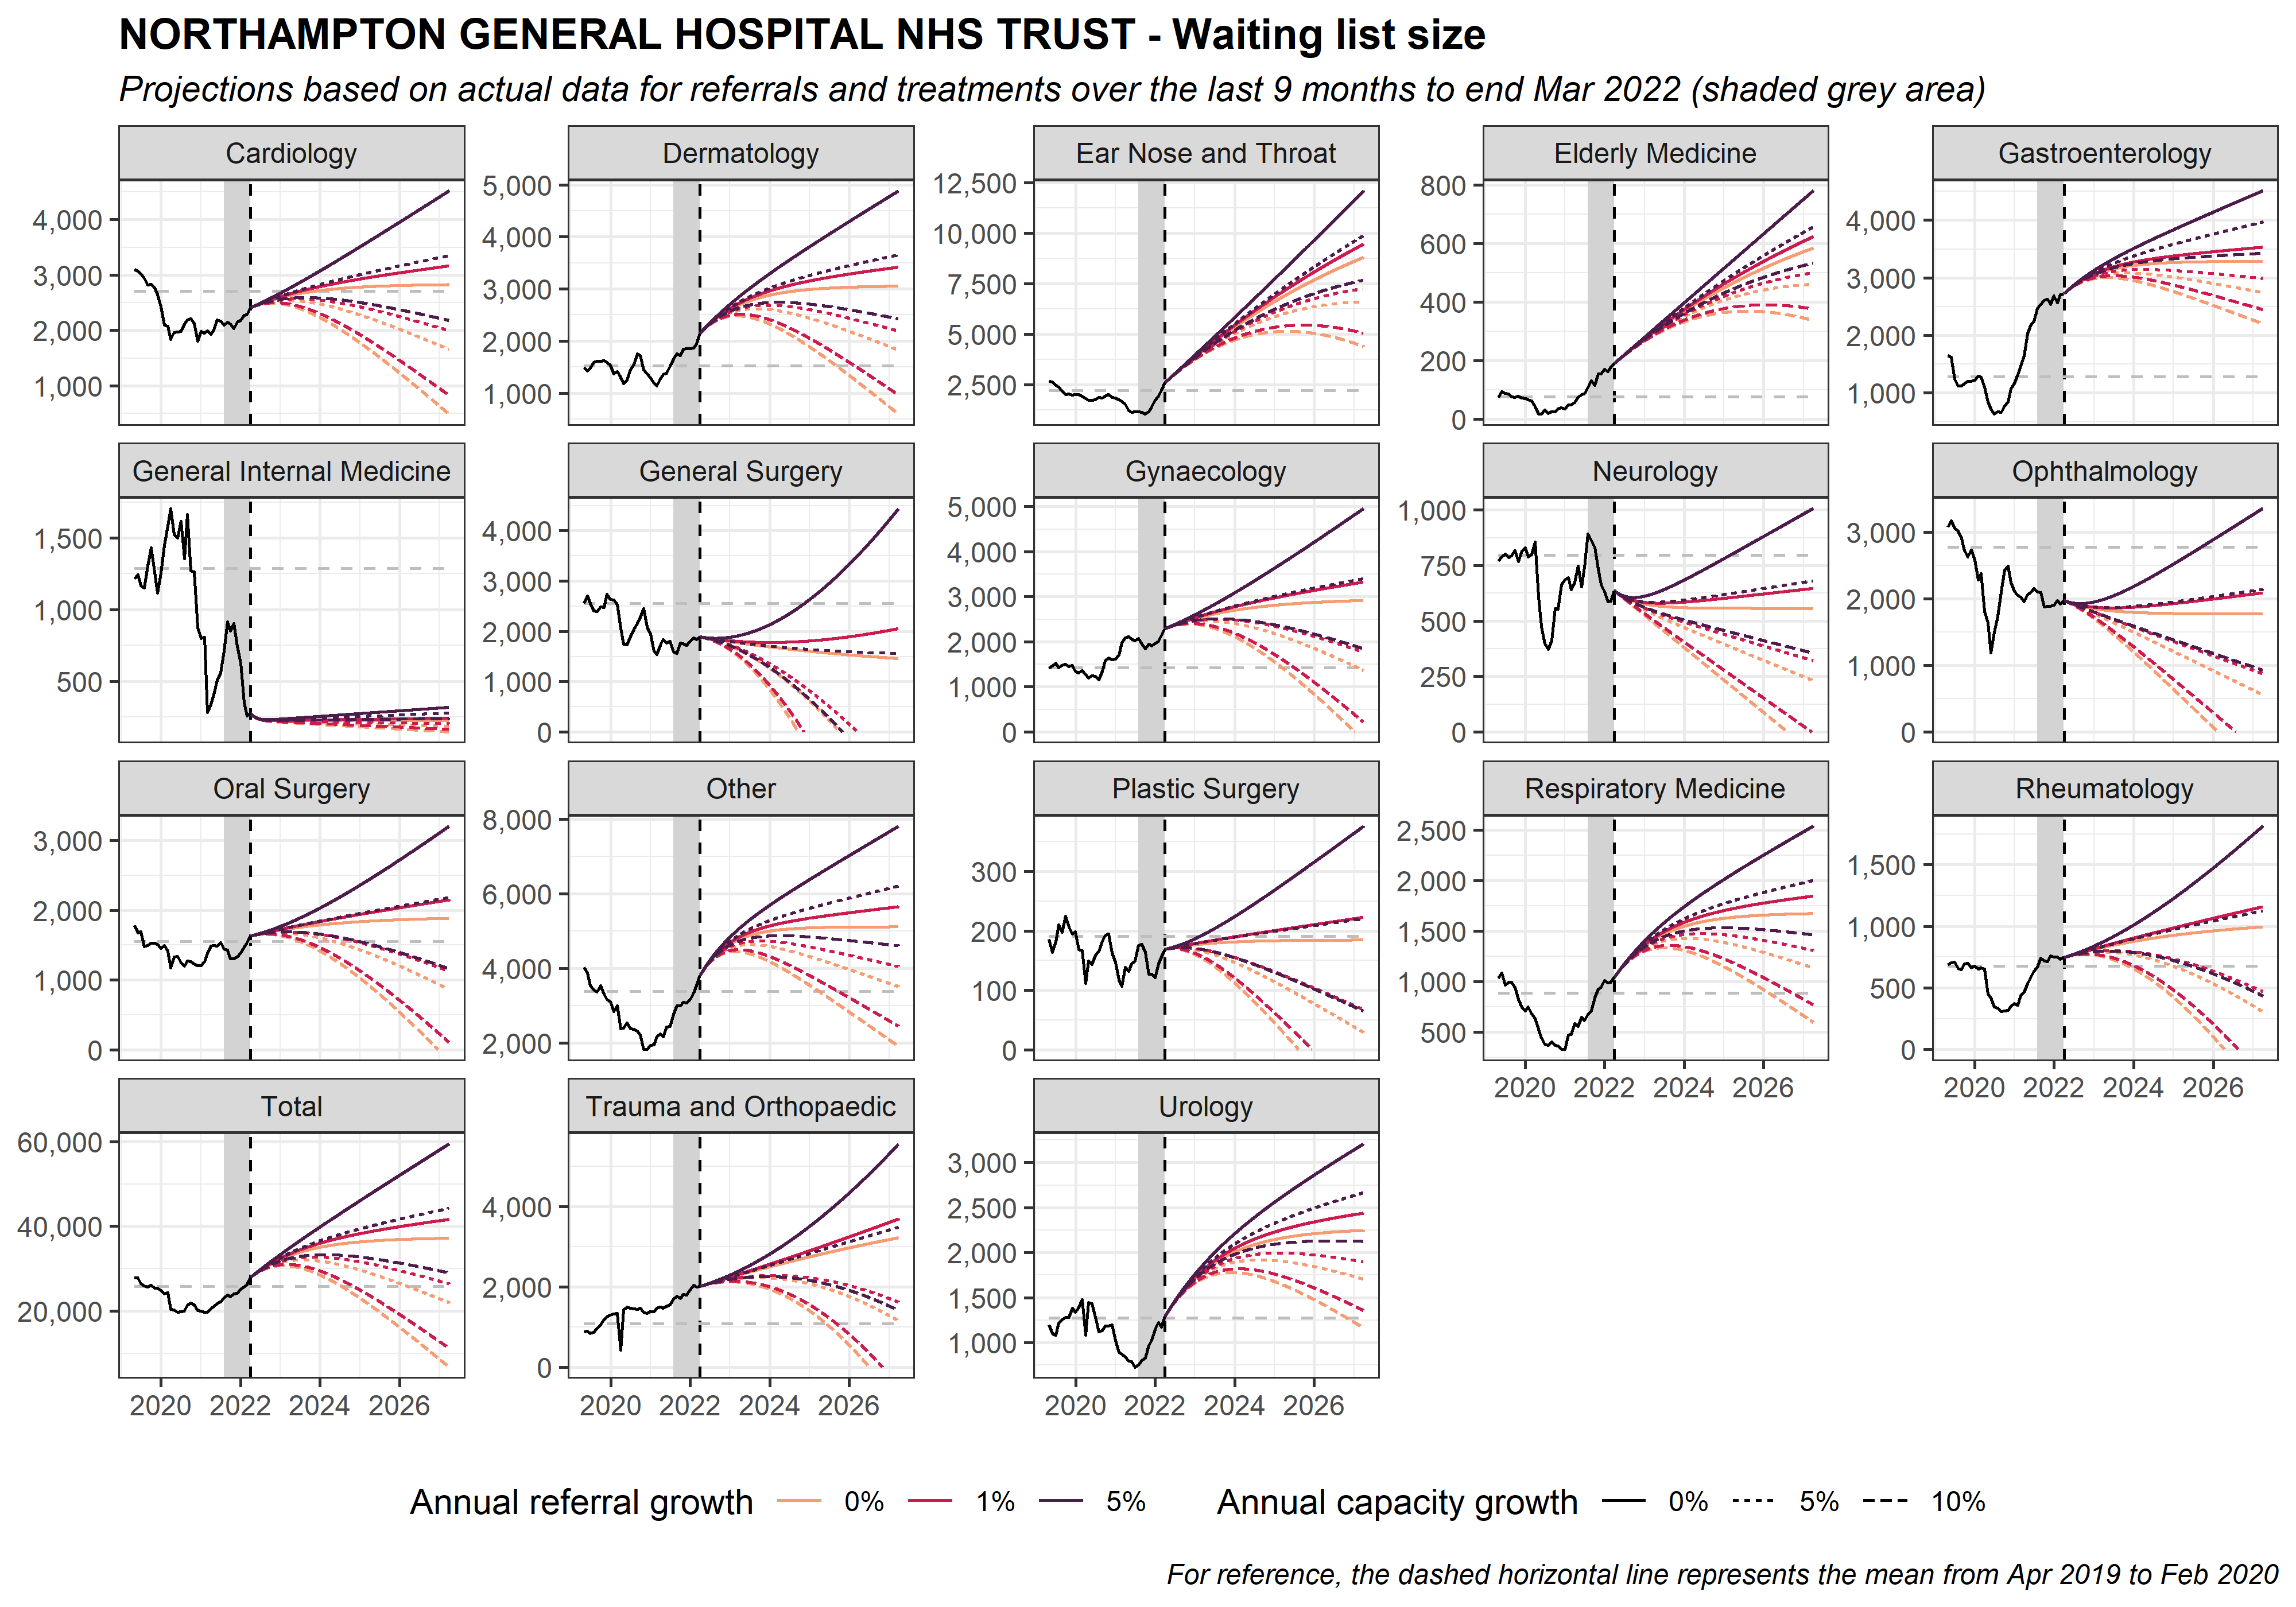 NORTHAMPTON GENERAL HOSPITAL NHS TRUST - Waiting list size
Projections based on actual data for referrals and treatments over the last 9 months to end Mar 2022 (shaded grey area)
Cardiology
4,000
3,000
2,000
1,000
Dermatology
5,000
4,000
3,000
2,000
1,000
Ear Nose and Throat
12,500
10,000
7,500
5,000
2,500
Elderly Medicine
800
600
400
200
0
Gastroenterology
4,000
3,000
2,000
1,000
General Internal Medicine
1,500
1,000
500
General Surgery
4,000
3,000
2,000
1,000
0
Gynaecology
5,000
4,000
3,000
2,000
1,000
0
Neurology
1,000
750
500
250
0
Ophthalmology
3,000
2,000
1,000
0
Oral Surgery
3,000
2,000
1,000
0
Other
8,000
6,000
4,000
2,000
Plastic Surgery
300
200
100
0
Respiratory Medicine
2,500
2,000
1,500
1,000
500
2020 2022 2024 2026
Rheumatology
1,500
1,000
500
0
2020 2022 2024 2026
Total
60,000
40,000
20,000
2020 2022 2024 2026
Trauma and Orthopaedic
4,000
2,000
0
2020 2022 2024 2026
Urology
3,000
2,500
2,000
1,500
1,000
2020 2022 2024 2026
Annual referral growth 0% 1% 5% Annual capacity growth 0% 5% 10%
For reference, the dashed horizontal line represents the mean from Apr 2019 to Feb 2020